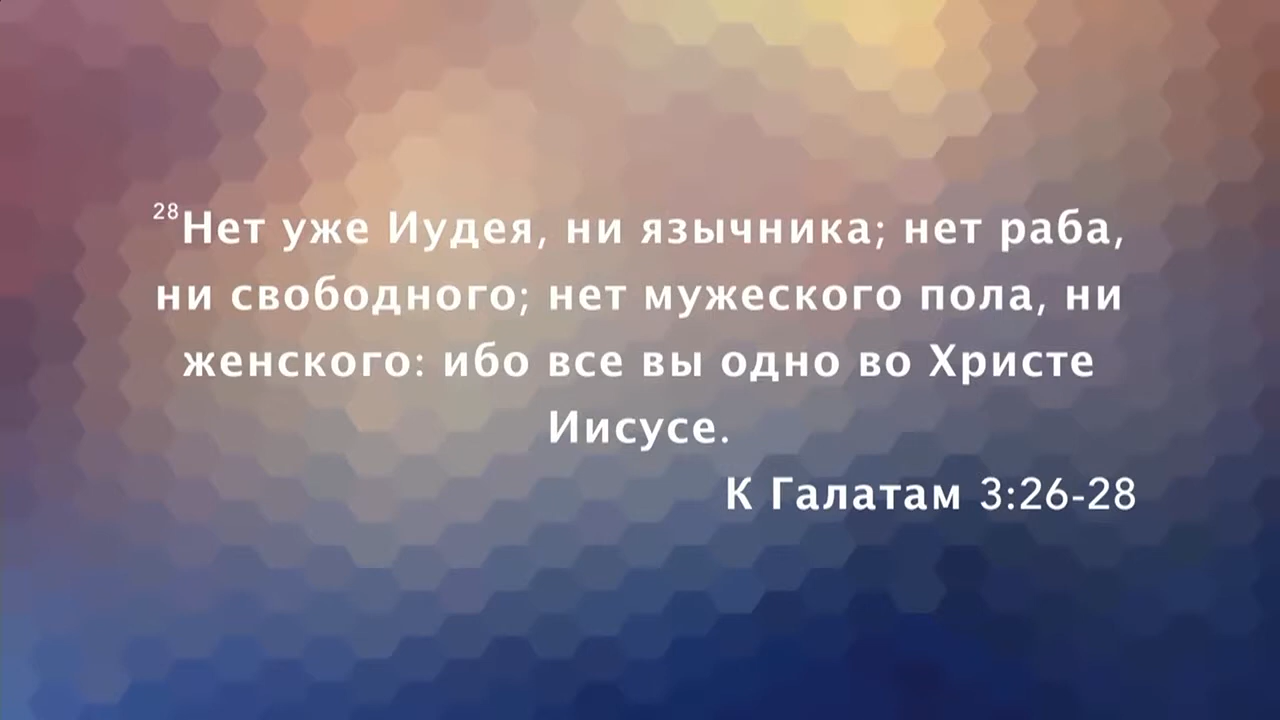 28Нет уже Иудея, ни язычника; нет раба,
ни свободного; нет мужеского пола, ни
женского: ибо все вы одно во Христе
Иисусе.
К Галатам 3:26-28